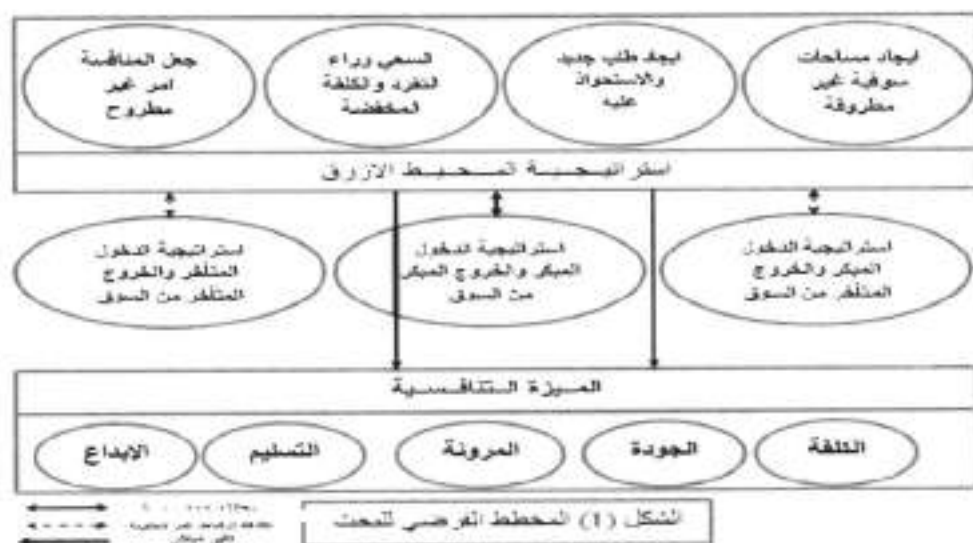 ايجاد مساحات
سوقية غير
مطروقة
ايجاد طلب جديد
والاستحواذ
عليه
السعي وراء
التفرد والكلفة
المنخفضة
جعل المنافسة
امر غير
مطروح
استراتيجية المحيط الازرق
استراتيجية الدخول
المبكر والخروج
المتأخر من السوق
استراتيجية الدخول
المبكر والخروج المبكر
من السوق
استراتيجية الدخول
المتأخر والخروج
المتأخر من السوق
الميزة التنافسية
الكلفة
الجودة
المرونة
التسليم
الإبداع
الشكل (1) المخطط الفرضي للبحث